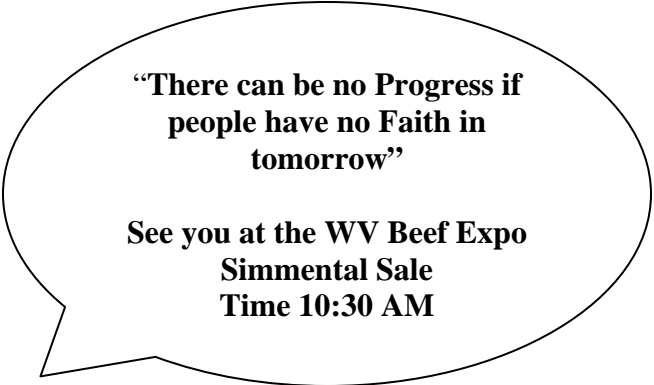 “There can be no Progress if
people have no Faith in
tomorrow”
See you at the WV Beef Expo
Simmental Sale
Time 10:30 AM